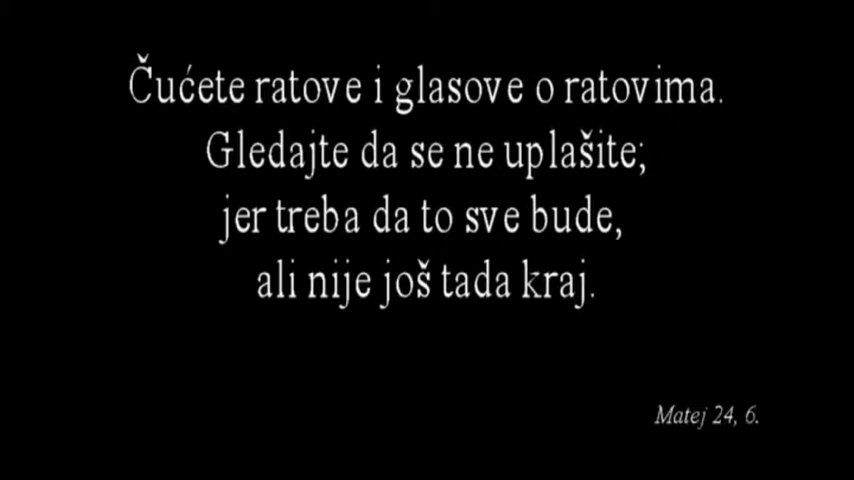 Čućete ratove i glasove o ratovima.
Gledajte da se ne uplašite;
jer treba da to sve bude,
ali nije još tada kraj.
Matej 24, 6.